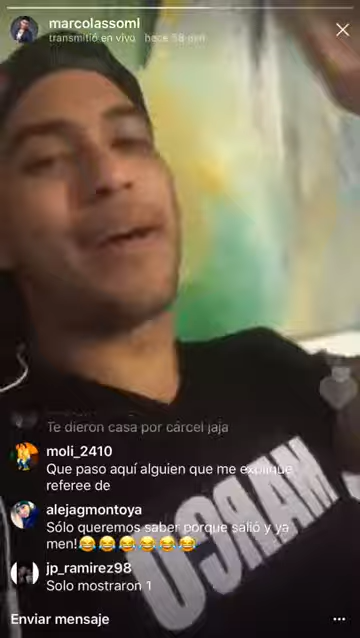 marcolassoml
transmitió en vivo hace 58 min
Te dieron casa por cárcel jaja
moli_2410
Que paso aquí alguien que me explique
referee de
alejagmontoya
Sólo queremos saber porque salió y ya
men!😂😂😂😂😂😂
jp_ramirez98
Solo mostraron 1
MARCO
Enviar mensaje